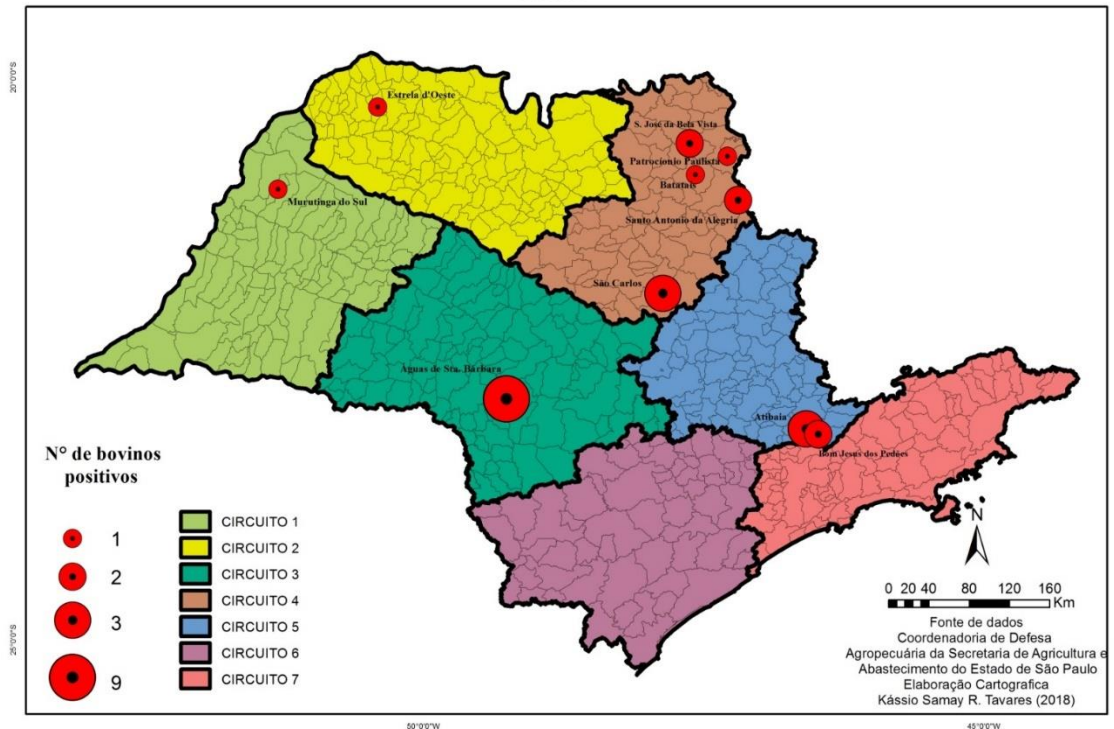 20°0'0"S
25°0'0"S
50°0'0"W
45°0'0"W
Estrela d'Oeste
Murutinga do Sul
S. José da Bela Vista
Patrocionio Paulista
Batatais
Santo Antonio da Alegria
São Carlos
Águas de Sta. Bárbara
Atibaia
Bom Jesus dos Perdões
N° de bovinos
positivos
1
2
3
9
CIRCUITO 1
CIRCUITO 2
CIRCUITO 3
CIRCUITO 4
CIRCUITO 5
CIRCUITO 6
CIRCUITO 7
N
0 20 40 80 120 160
Km
Fonte de dados
Coordenadoria de Defesa
Agropecuária da Secretaria de Agricultura e
Abastecimento do Estado de São Paulo
Elaboração Cartografica
Kássio Samay R. Tavares (2018)